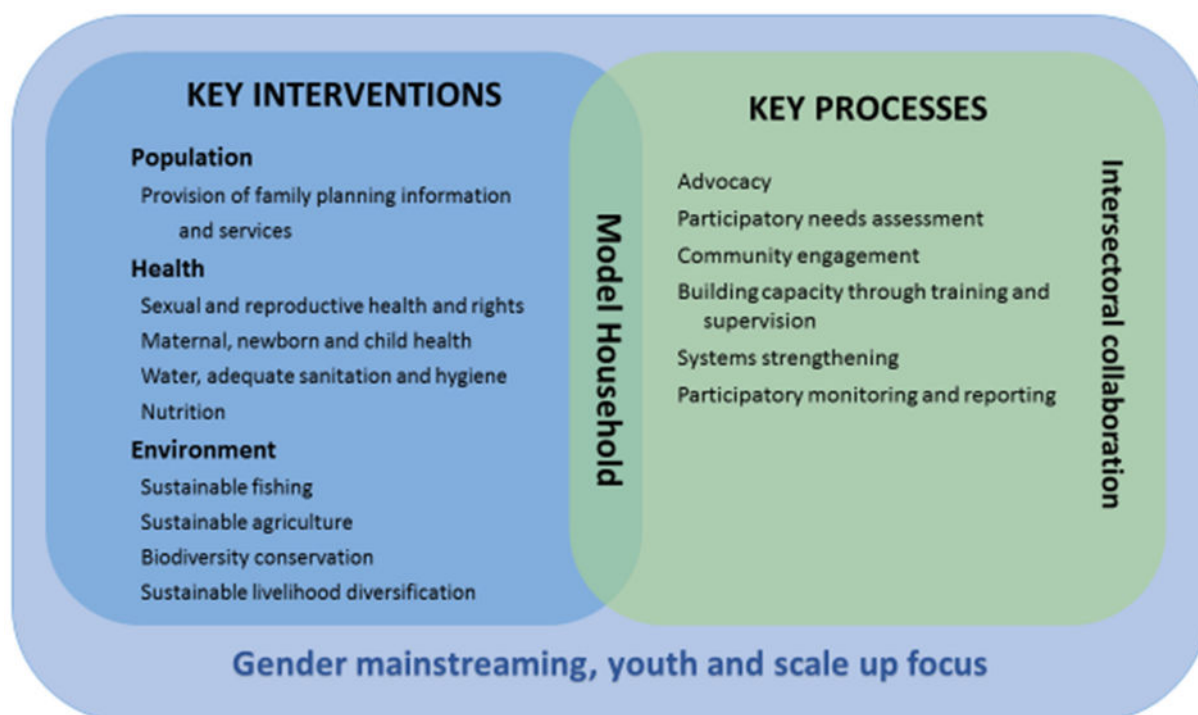 KEY INTERVENTIONS
Population
Provision of family planning information
and services
Health
Sexual and reproductive health and rights
Maternal, newborn and child health
Water, adequate sanitation and hygiene
Nutrition
Environment
Sustainable fishing
Sustainable agriculture
Biodiversity conservation
Sustainable livelihood diversification
Model Household
KEY PROCESSES
Advocacy
Participatory needs assessment
Community engagement
Building capacity through training and
supervision
Systems strengthening
Participatory monitoring and reporting
Intersectoral collaboration
Gender mainstreaming, youth and scale up focus